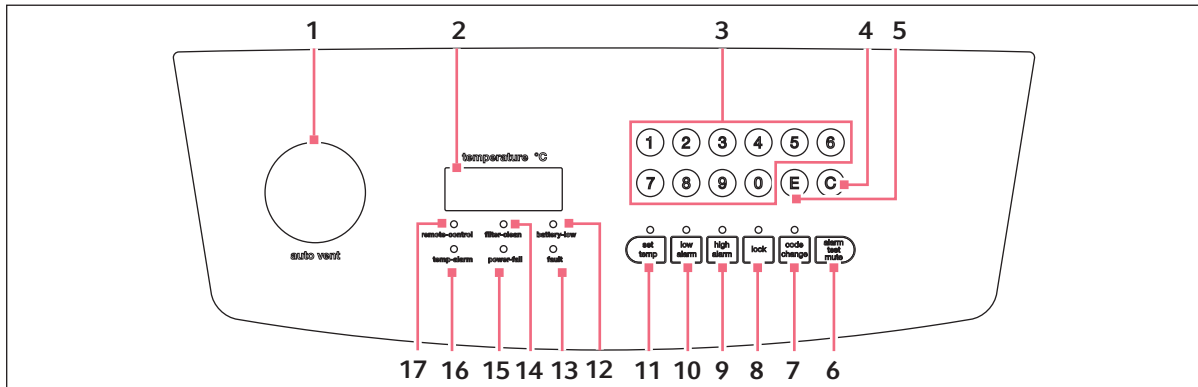 1 2 3 4 5
temperature °C
1 2 3 4 5 6
7 8 9 0 E C
auto vent
remote-control filter-clean battery-low
temp-alarm power-fail fault
set temp
low alarm
high alarm
lock
code change
alarm test mute
17 16 15 14 13 12 11 10 9 8 7 6